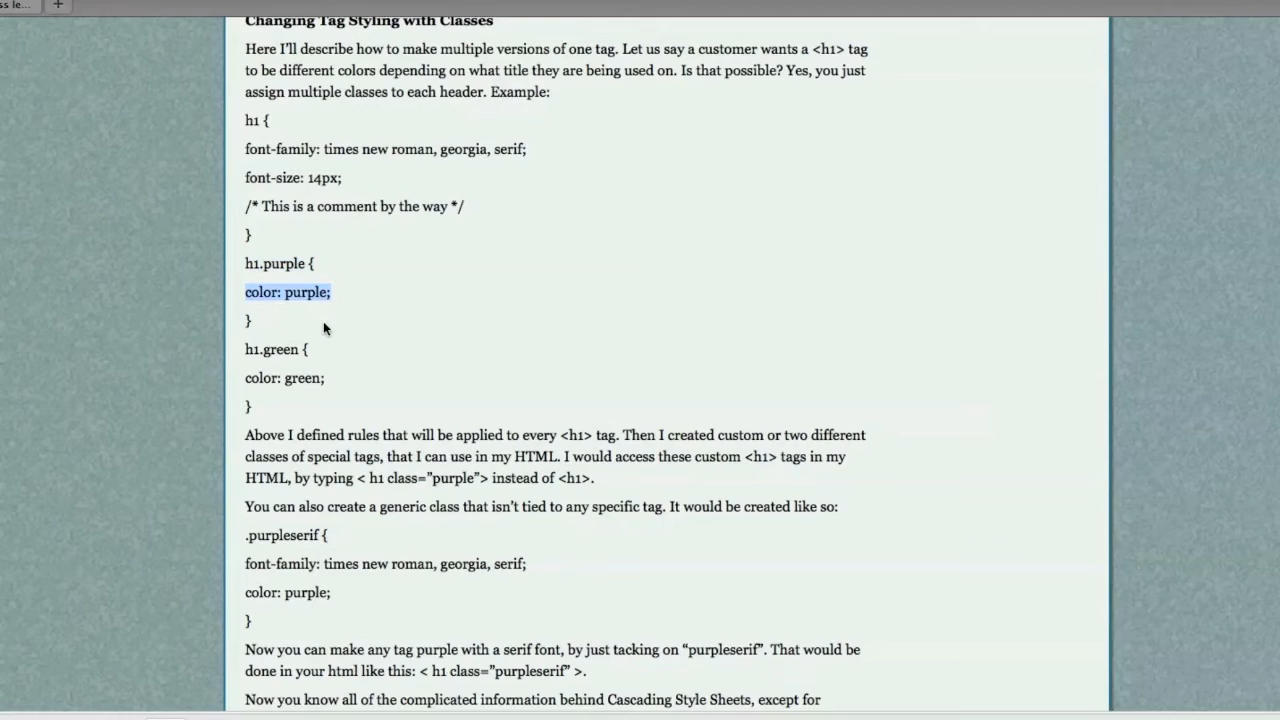 ss le...
+
Changing Tag Styling with Classes
Here I'll describe how to make multiple versions of one tag. Let us say a customer wants a <h1> tag
to be different colors depending on what title they are being used on. Is that possible? Yes, you just
assign multiple classes to each header. Example:
h1 {
font-family: times new roman, georgia, serif;
font-size: 14px;
/* This is a comment by the way */
}
h1.purple {
color: purple;
}
h1.green {
color: green;
}
Above I defined rules that will be applied to every <h1> tag. Then I created custom or two different
classes of special tags, that I can use in my HTML. I would access these custom <h1> tags in my
HTML, by typing < h1 class=”purple”> instead of <h1>.
You can also create a generic class that isn’t tied to any specific tag. It would be created like so:
.purpleserif {
font-family: times new roman, georgia, serif;
color: purple;
}
Now you can make any tag purple with a serif font, by just tacking on “purpleserif”. That would be
done in your html like this: < h1 class=”purpleserif” >.
Now you know all of the complicated information behind Cascading Style Sheets, except for